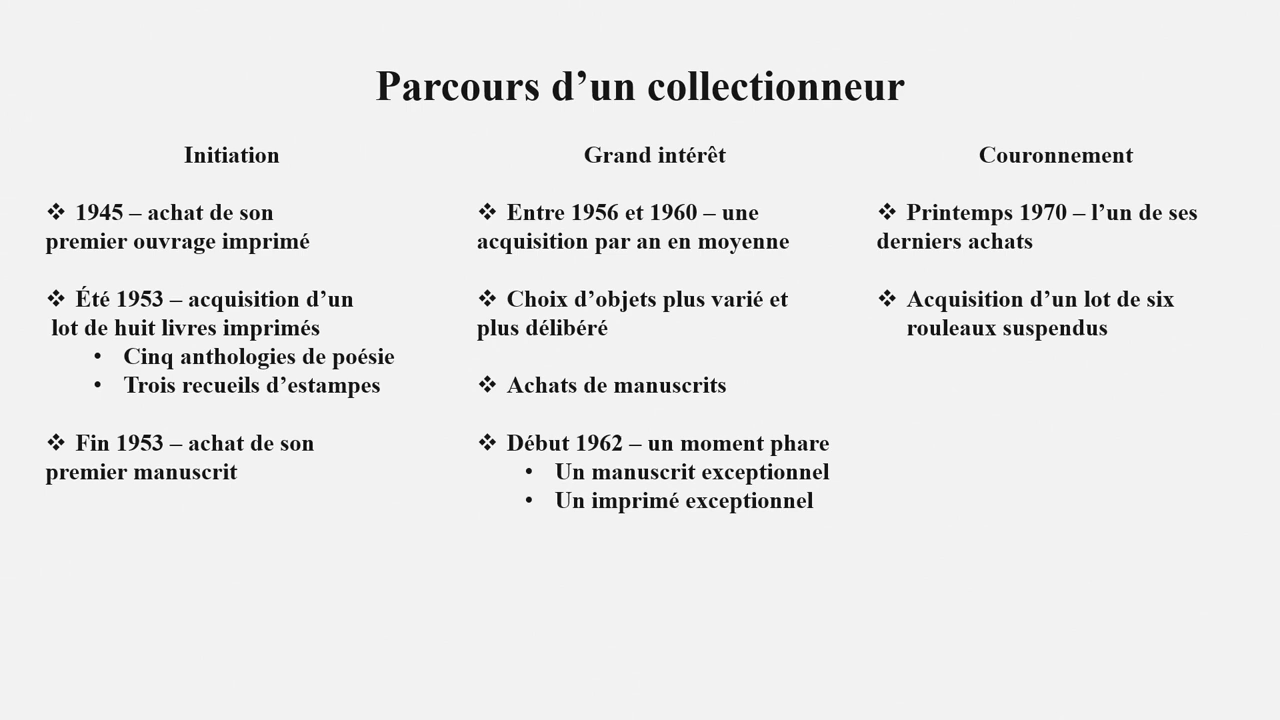 Parcours d’un collectionneur
Initiation
❖ 1945 – achat de son
premier ouvrage imprimé
❖ Été 1953 – acquisition d’un
lot de huit livres imprimés
• Cinq anthologies de poésie
• Trois recueils d’estampes
❖ Fin 1953 – achat de son
premier manuscrit
Grand intérêt
❖ Entre 1956 et 1960 – une
acquisition par an en moyenne
❖ Choix d’objets plus varié et
plus délibéré
❖ Achats de manuscrits
❖ Début 1962 – un moment phare
• Un manuscrit exceptionnel
• Un imprimé exceptionnel
Couronnement
❖ Printemps 1970 – l’un de ses
derniers achats
❖ Acquisition d’un lot de six
rouleaux suspendus